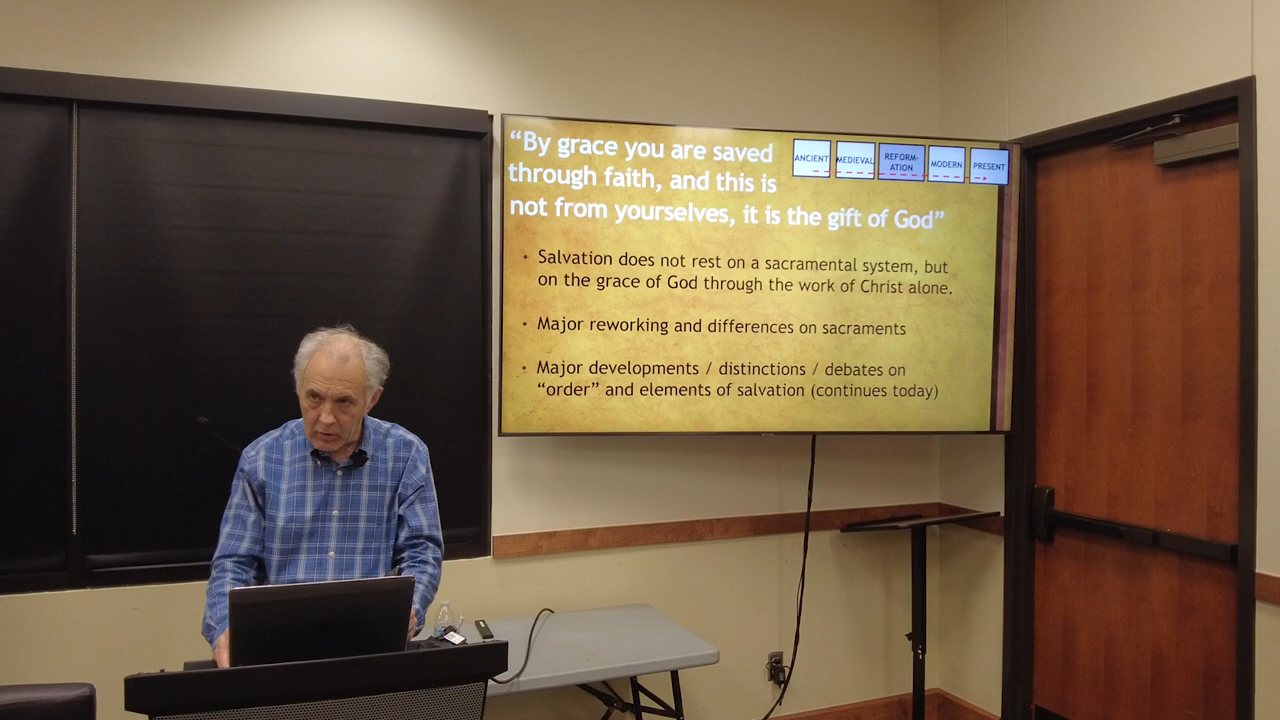 “By grace you are saved
through faith, and this is
not from yourselves, it is the gift of God”
ANCIENT
MEDIEVAL
REFORM-
ATION
MODERN
PRESENT
• Salvation does not rest on a sacramental system, but
on the grace of God through the work of Christ alone.
• Major reworking and differences on sacraments
• Major developments / distinctions / debates on
“order” and elements of salvation (continues today)